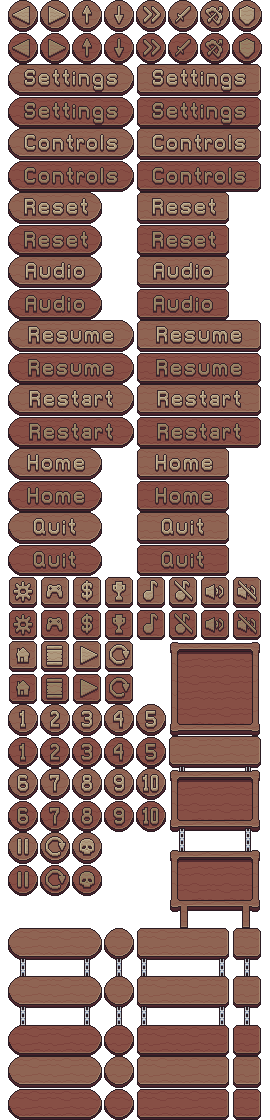 Settings Settings
Settings Settings
Controls Controls
Controls Controls
Reset Reset
Reset Reset
Audio Audio
Audio Audio
Resume Resume
Resume Resume
Restart Restart
Restart Restart
Home Home
Home Home
Quit Quit
Quit Quit
$
$
1 2 3 4 5
1 2 3 4 5
6 7 8 9 10
6 7 8 9 10